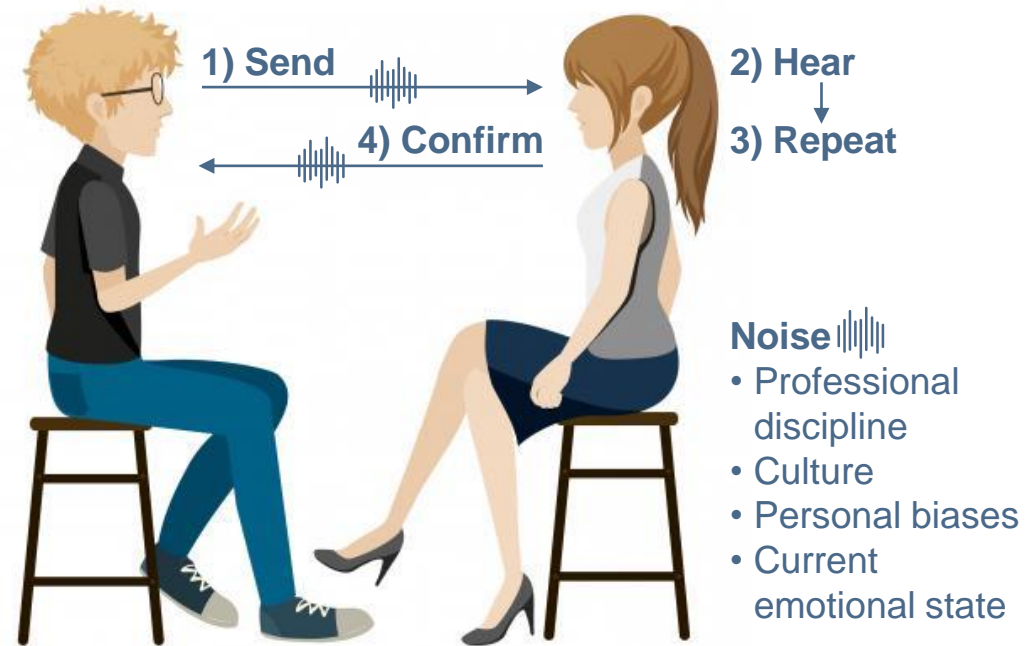 1) Send
2) Hear
4) Confirm
3) Repeat
Noise
• Professional
discipline
• Culture
• Personal biases
• Current
emotional state